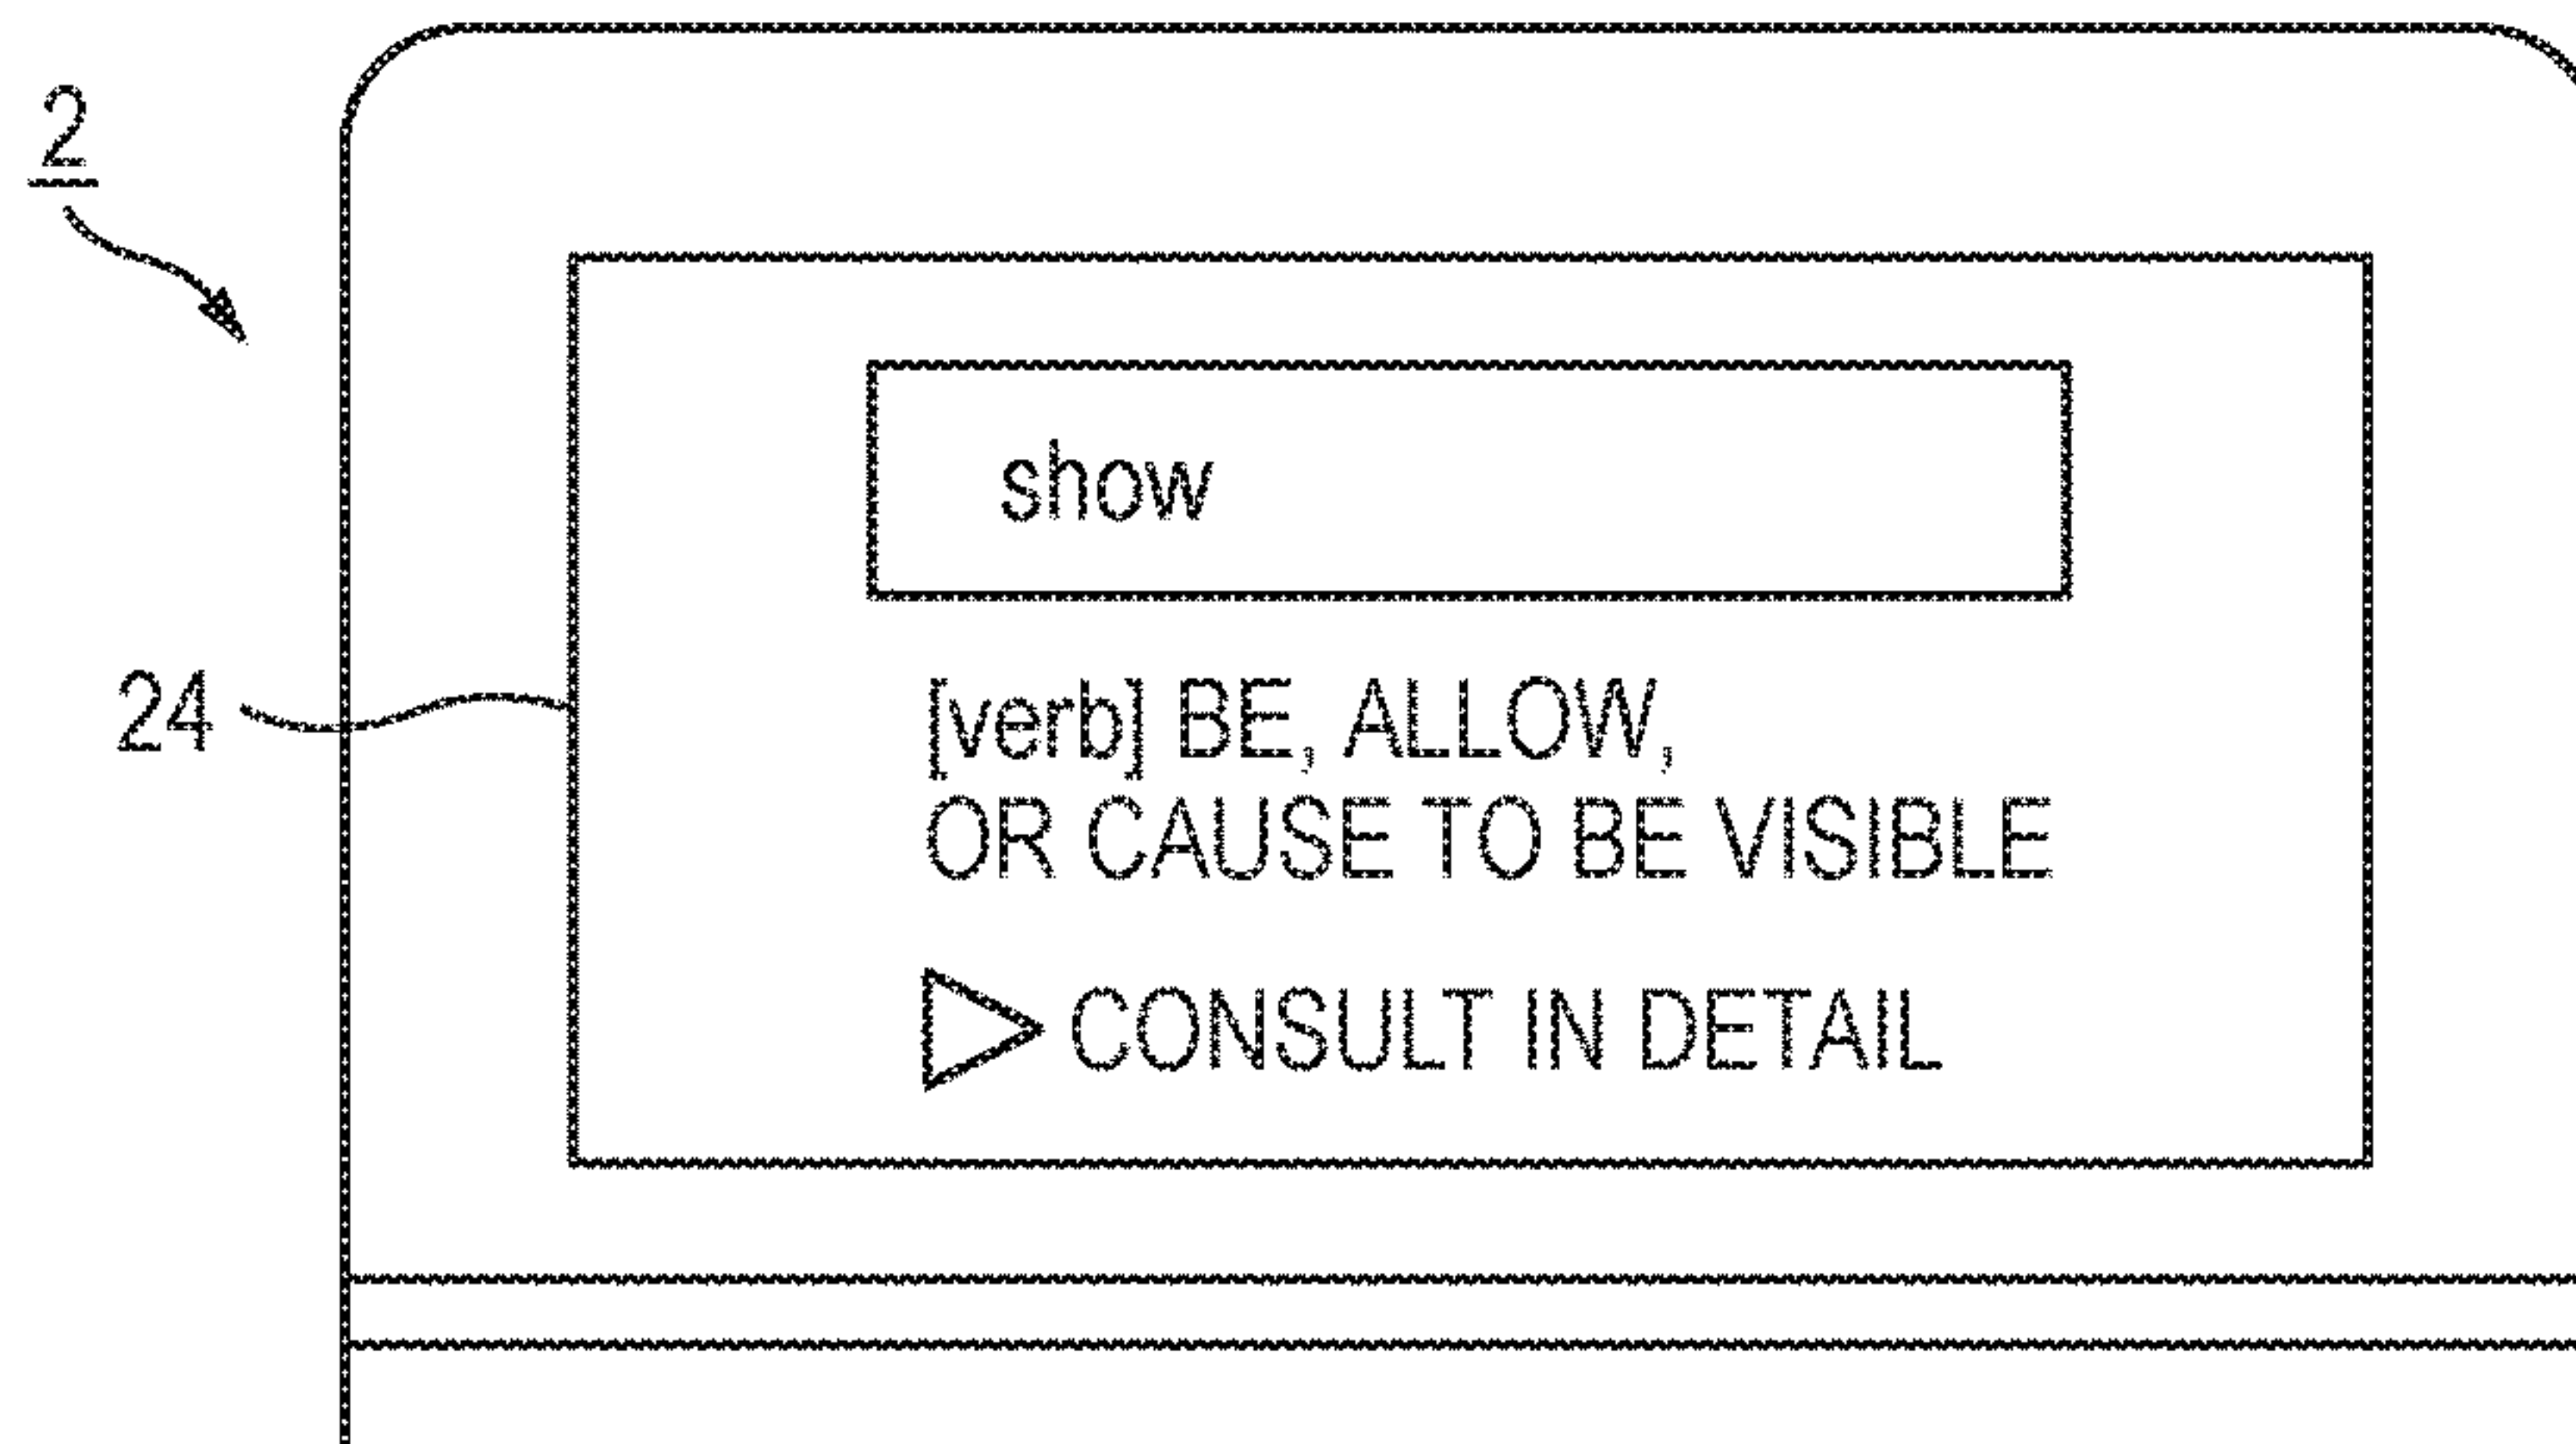 2
show
24
[verb] BE, ALLOW,
OR CAUSE TO BE VISIBLE
CONSULT IN DETAIL